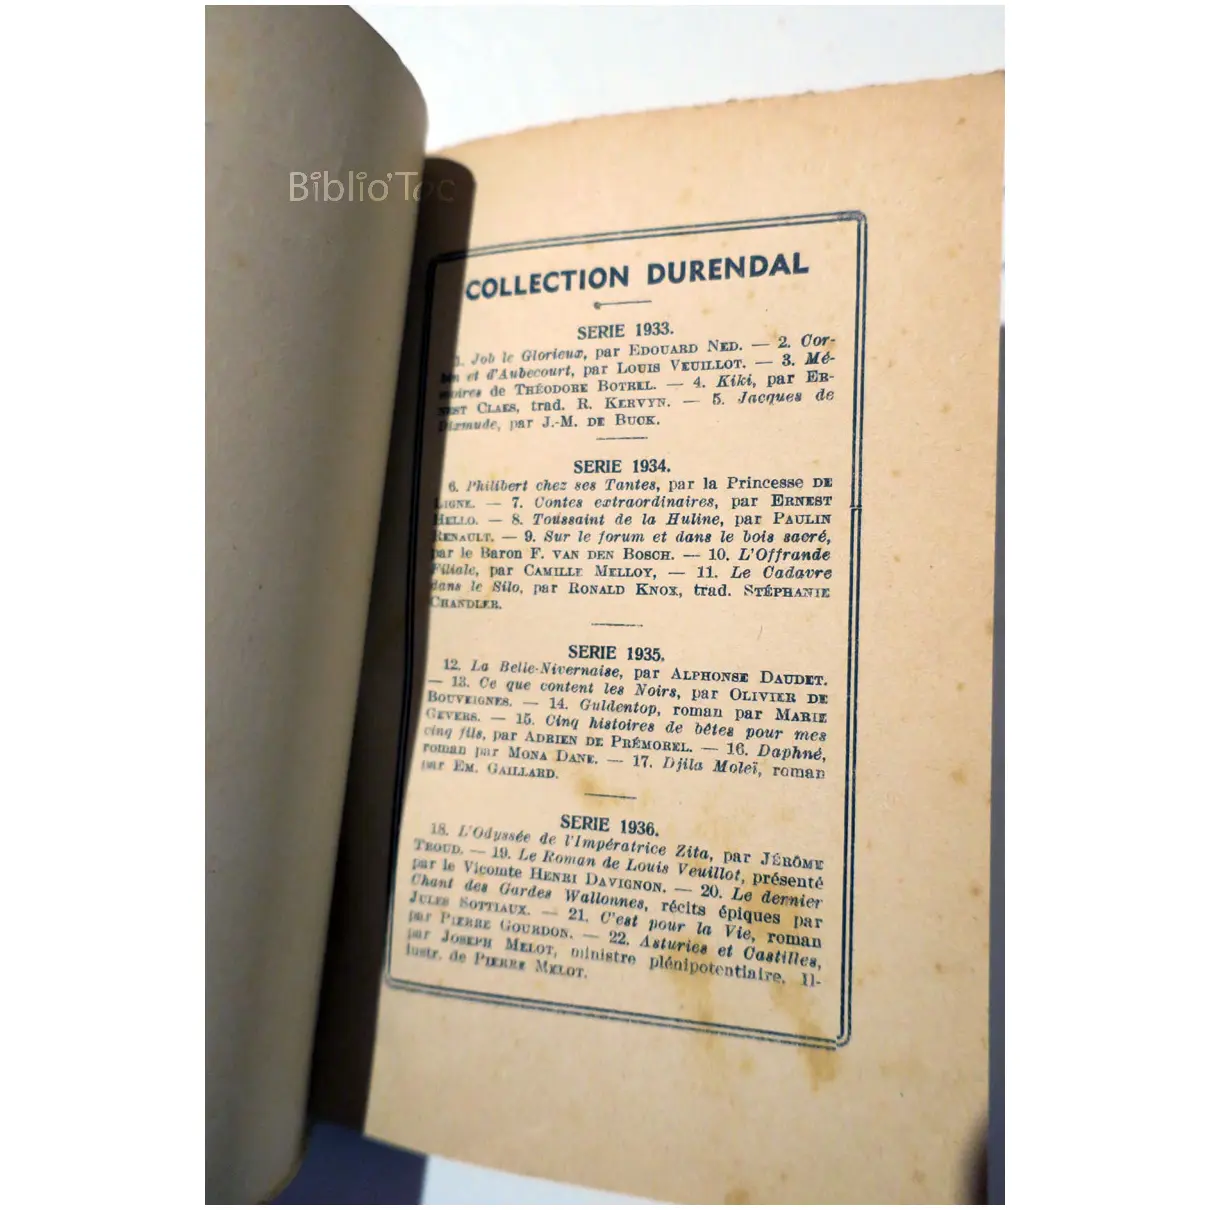 Biblio'Toc
COLLECTION DURENDAL
SERIE 1933.
1. Job le Glorieux, par EDOUARD NED. — 2. Cor-
bin et d'Aubecourt, par LOUIS VEUILLOT. — 3. Mé-
moires de THÉODORE BOTREL. — 4. Kiki, par ER-
NEST CLAES, trad. R. KERVYN. — 5. Jacques de
Dixmude, par J.-M. DE BUCK.
SERIE 1934.
6. Philibert chez ses Tantes, par la Princesse DE
LIGNE. — 7. Contes extraordinaires, par ERNEST
HELLO. — 8. Toussaint de la Huline, par PAULIN
RENAULT. — 9. Sur le forum et dans le bois sacré,
par le Baron F. VAN DEN BOSCH. — 10. L'Offrande
Filiale, par CAMILLE MELLOY, — 11. Le Cadavre
dans le Silo, par RONALD KNOX, trad. STÉPHANIE
CHANDLER.
SERIE 1935.
12. La Belle-Nivernaise, par ALPHONSE DAUDET.
— 13. Ce que content les Noirs, par OLIVIER DE
BOUVEIGNES. — 14. Guldentop, roman par MARIE
GEVERS. — 15. Cinq histoires de bêtes pour mes
cinq fils, par ADRIEN DE PRÉMOREL. — 16. Daphné,
roman par MONA DANE. — 17. Djila Moleï, roman
par EM. GAILLARD.
SERIE 1936.
18. L'Odyssée de l'Impératrice Zita, par JÉRÔME
TROUD. — 19. Le Roman de Louis Veuillot, présenté
par le Vicomte HENRI DAVIGNON. — 20. Le dernier
Chant des Gardes Wallonnes, récits épiques par
JULES SOTTIAUX. — 21. C'est pour la Vie, roman
par PIERRE GOURDON. — 22. Asturies et Castilles,
par JOSEPH MELOT, ministre plénipotentiaire. Il-
lustr. de PIERRE MELOT.